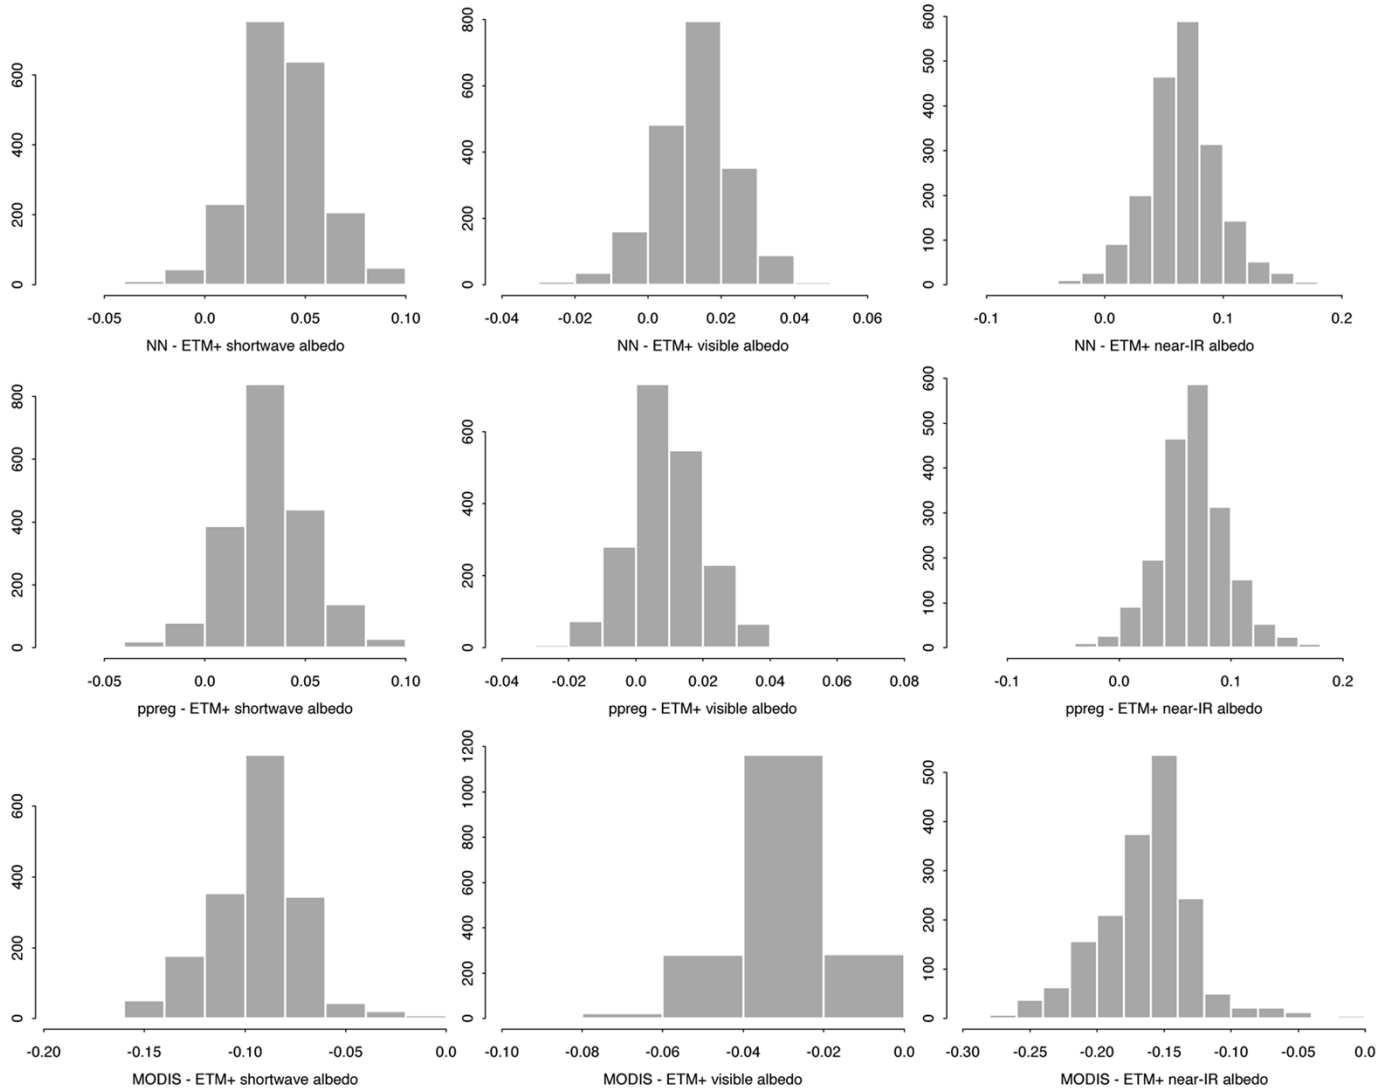 0 200 400 600
-0.05 0.0 0.05 0.10
NN - ETM+ shortwave albedo
0 200 400 600 800
-0.04 -0.02 0.0 0.02 0.04 0.06
NN - ETM+ visible albedo
0 100 200 300 400 500 600
-0.1 0.0 0.1 0.2
NN - ETM+ near-IR albedo
0 200 400 600 800
-0.05 0.0 0.05 0.10
ppreg - ETM+ shortwave albedo
0 200 400 600
-0.04 -0.02 0.0 0.02 0.04 0.06 0.08
ppreg - ETM+ visible albedo
0 100 200 300 400 500 600
-0.1 0.0 0.1 0.2
ppreg - ETM+ near-IR albedo
0 200 400 600
-0.20 -0.15 -0.10 -0.05 0.0
MODIS - ETM+ shortwave albedo
0 200 400 600 800 1000 1200
-0.10 -0.08 -0.06 -0.04 -0.02 0.0
MODIS - ETM+ visible albedo
0 100 200 300 400 500
-0.30 -0.25 -0.20 -0.15 -0.10 -0.05 0.0
MODIS - ETM+ near-IR albedo